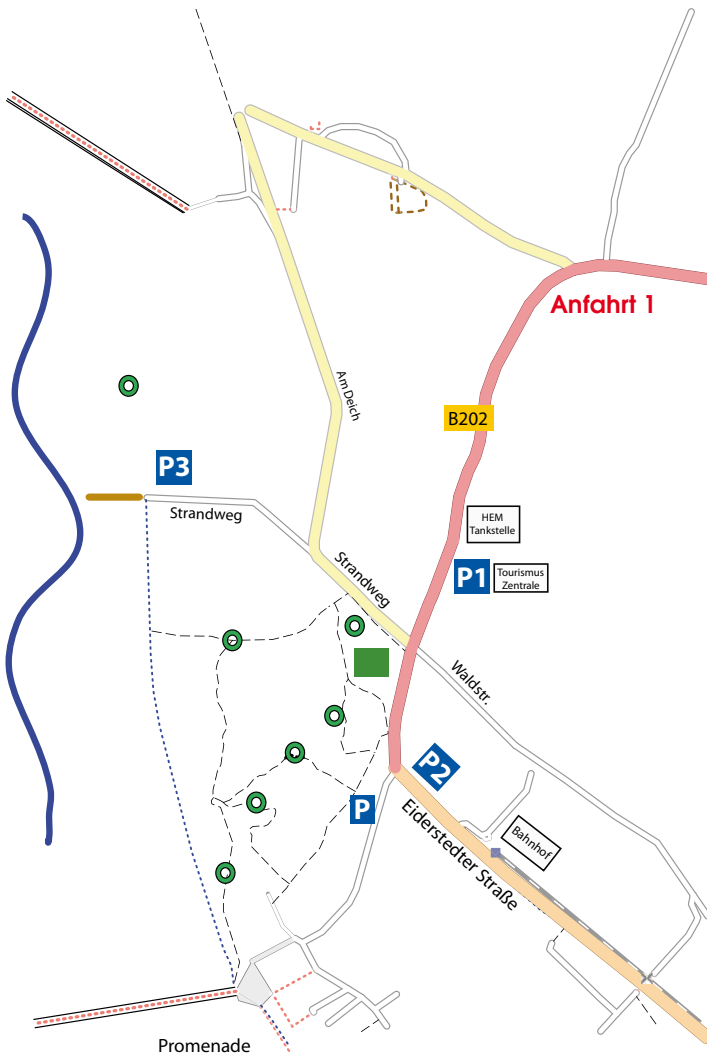 Anfahrt 1
Am Deich
B202
P3
Strandweg
HEM
Tankstelle
Strandweg
P1
Tourismus
Zentrale
Waldstr.
P2
P
Eiderstedter Straße
Bahnhof
Promenade